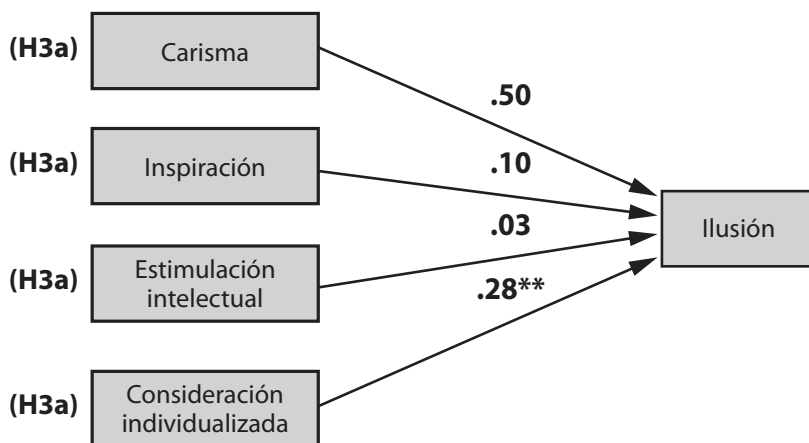 (H3a)
Carisma
.50
(H3a)
Inspiración
.10
Ilusión
.03
(H3a)
Estimulación
intelectual
.28**
(H3a)
Consideración
individualizada